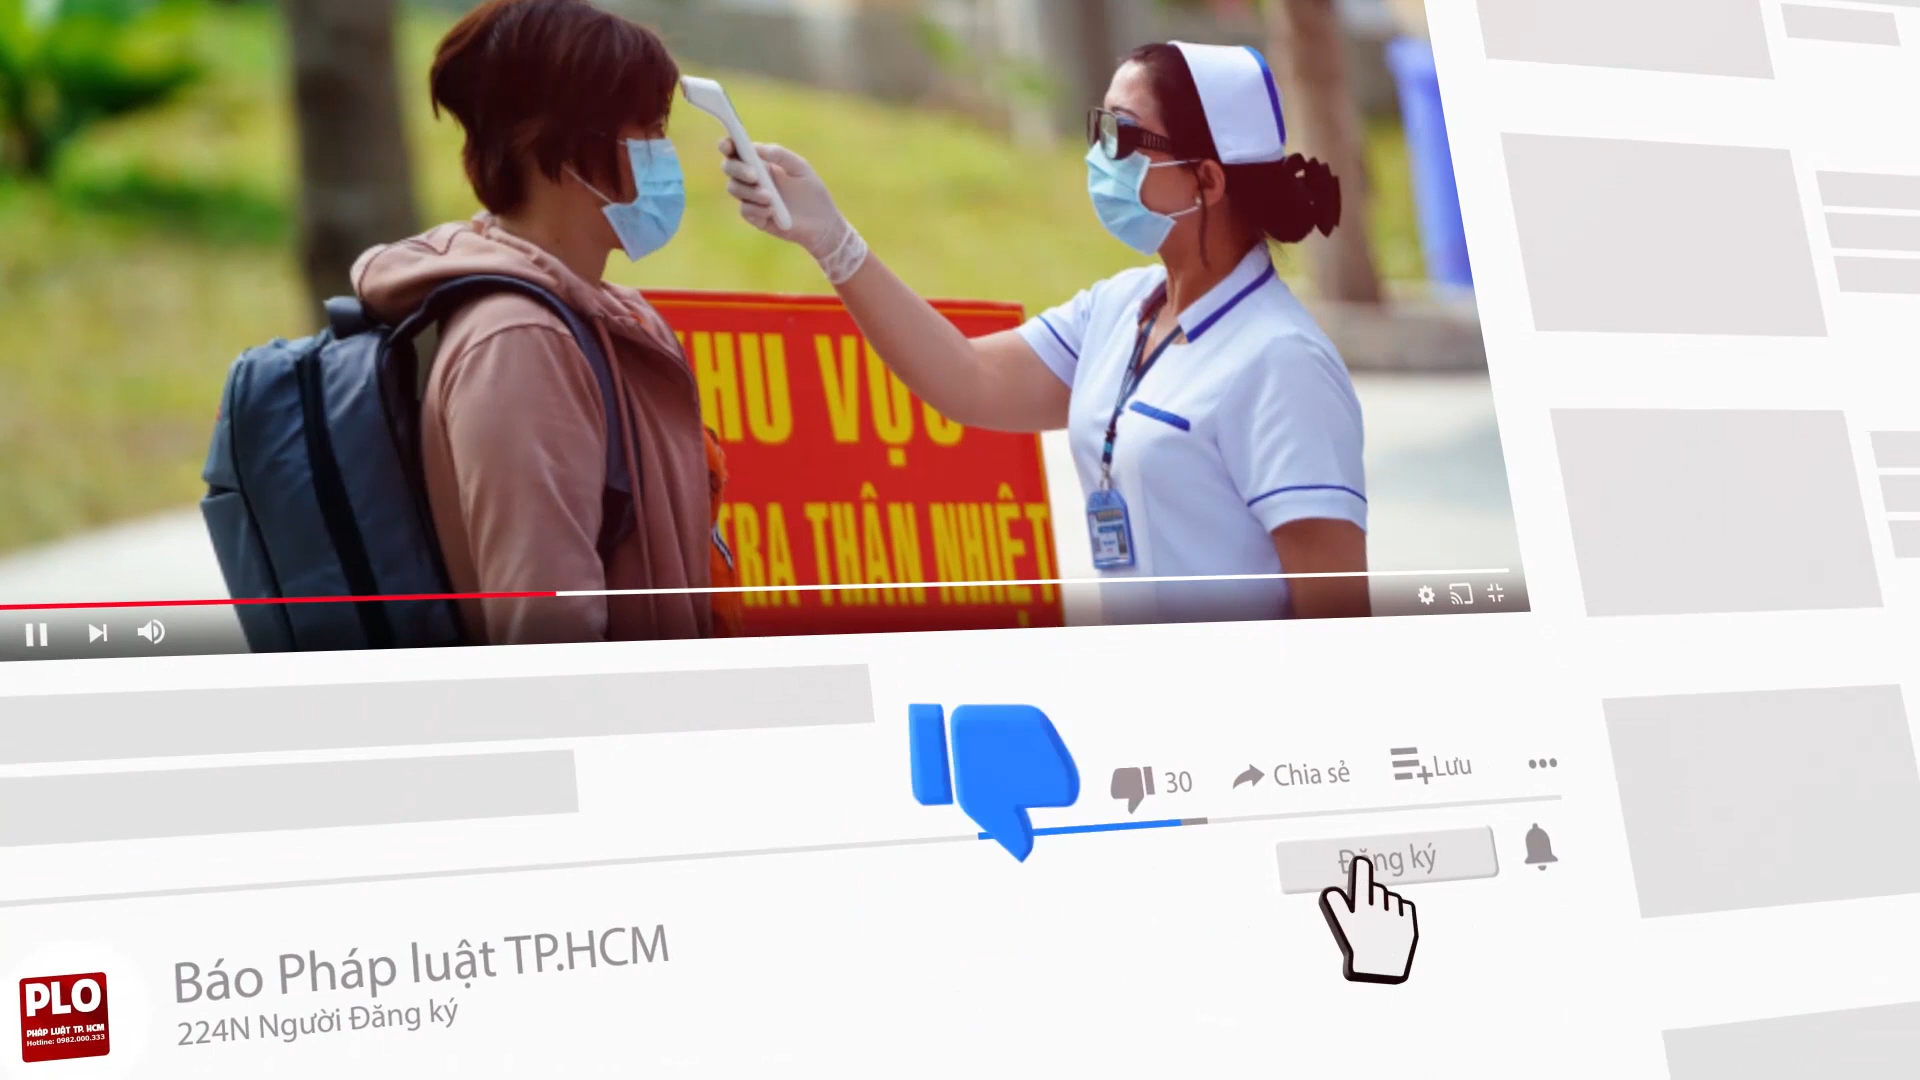 HU VỰC
TRA THÂN NHIỆT
30
Chia sẻ
Lưu
Đăng ký
Báo Pháp luật TP.HCM
224N Người Đăng ký
PLO
PHÁP LUẬT TP. HCM
Hotline: 0982.000.333